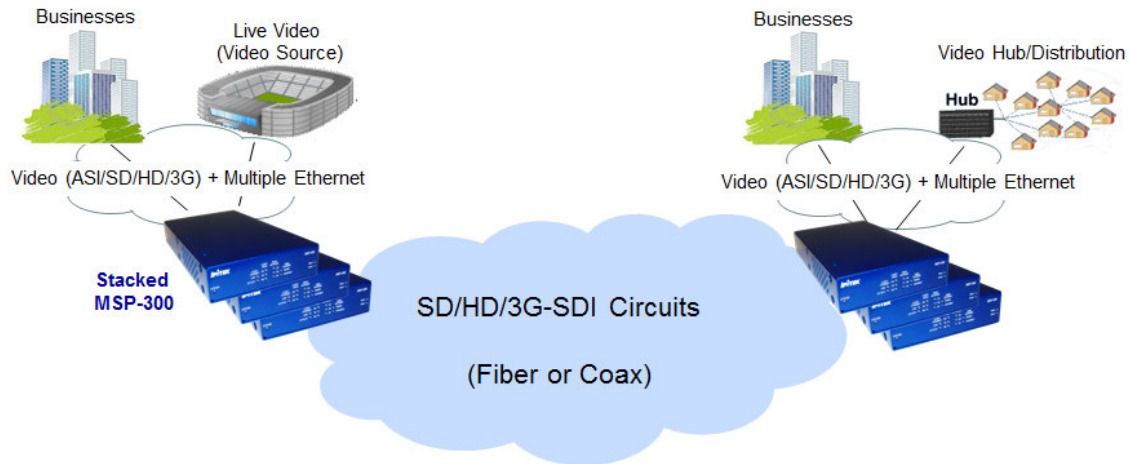 Businesses
Live Video
(Video Source)
Video (ASI/SD/HD/3G) + Multiple Ethernet
Stacked
MSP-300
SD/HD/3G-SDI Circuits
(Fiber or Coax)
Businesses
Video Hub/Distribution
Hub
Video (ASI/SD/HD/3G) + Multiple Ethernet